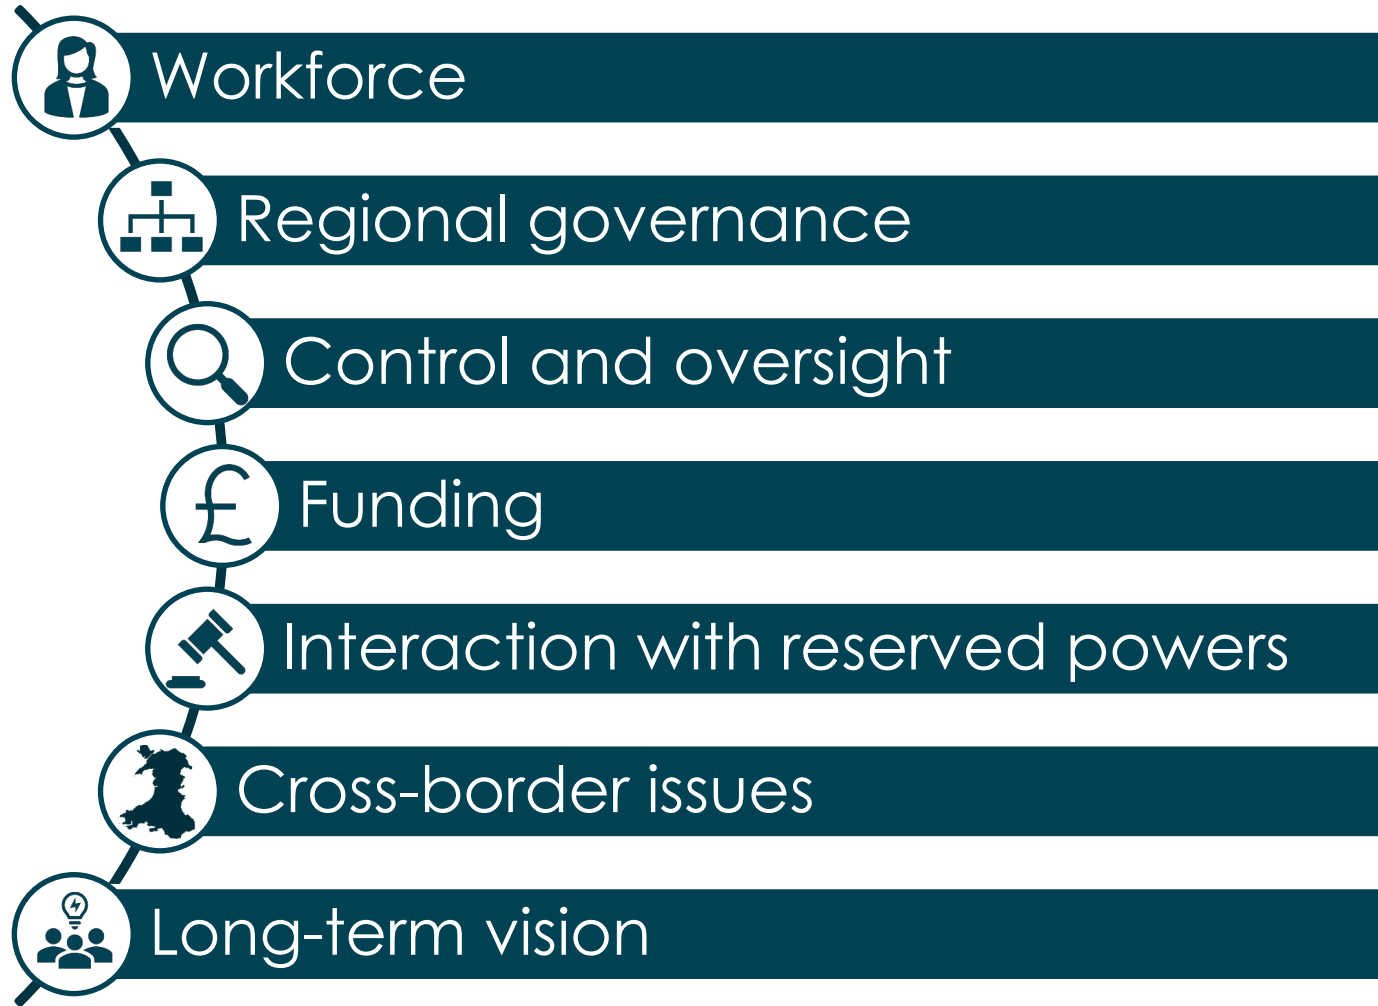 Workforce
Regional governance
Control and oversight
£
Funding
Interaction with reserved powers
Cross-border issues
Long-term vision